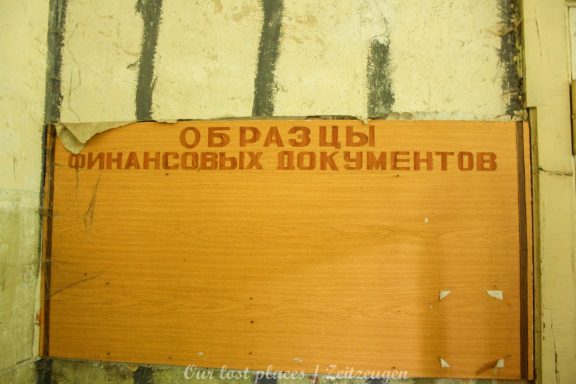 ОБРАЗЦЫ
ФИНАНСОВЫХ ДОКУМЕНТОВ
Our lost places | Zeitzeugen